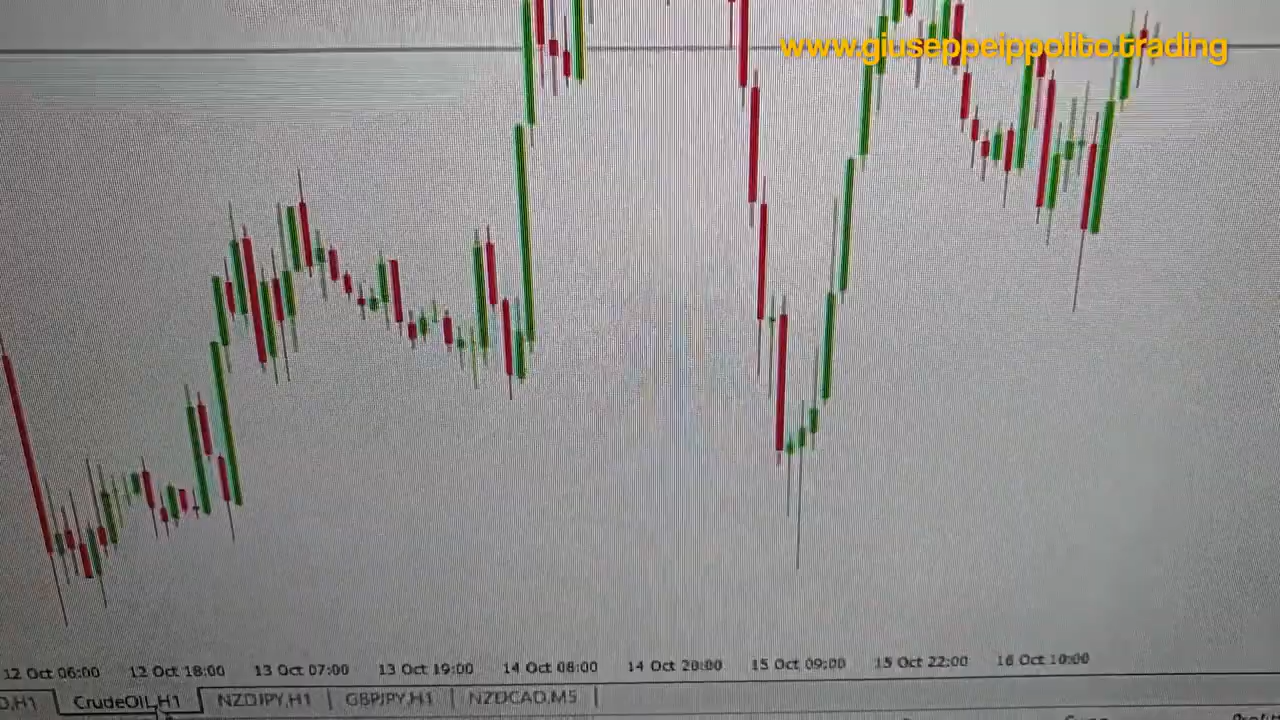 www.giuseppeippolito.trading
12 Oct 06:00 12 Oct 18:00 13 Oct 07:00 13 Oct 19:00 14 Oct 08:00 14 Oct 20:00 15 Oct 09:00 15 Oct 22:00 16 Oct 10:00
D,H1 CrudeOIL,H1 NZDJPY,H1 GBPJPY,H1 NZDCAD,M5